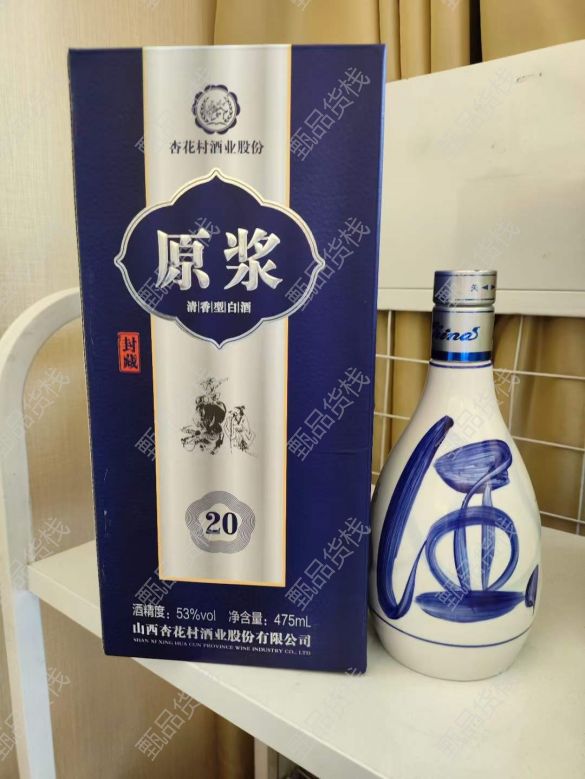 杏花村酒业股份
原浆
清香型白酒
封藏
20
酒精度：53%vol 净含量：475mL
山西杏花村酒业股份有限公司
SHAN XI XING HUA CUN PROVINCE WINE INDUSTRY CO., LTD
China
酒
甄品货栈